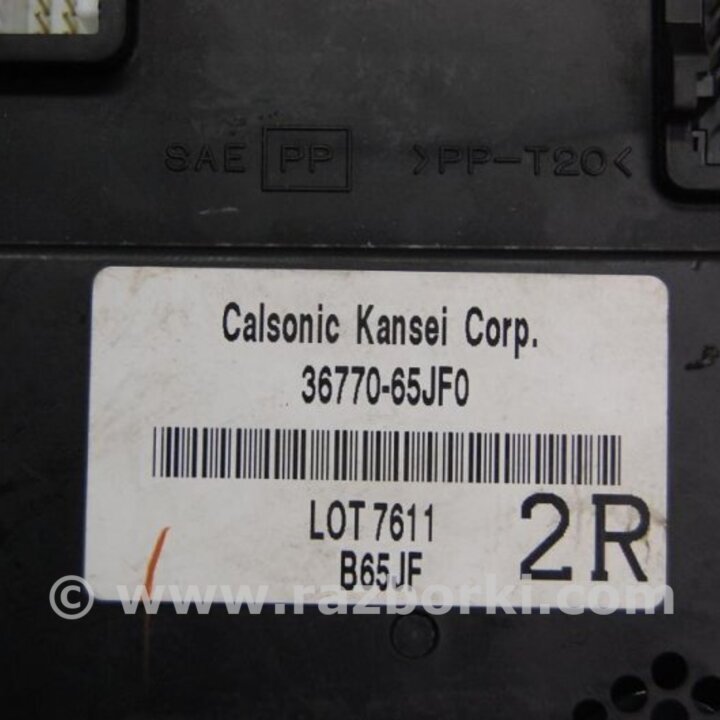 SAE PP >PP-T20<
Calsonic Kansei Corp.
36770-65JF0
LOT 7611
B65JF
2R
© www.razborki.com